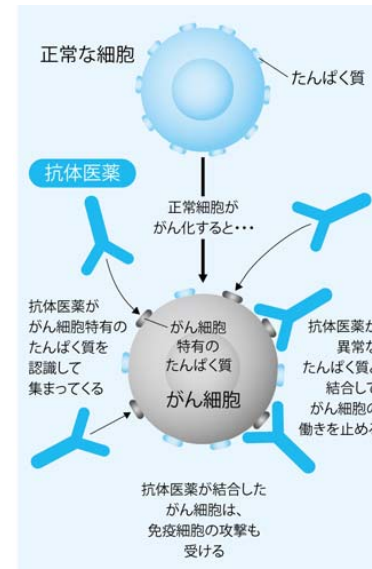 正常な細胞
たんぱく質
抗体医薬
正常細胞が
がん化すると・・・
抗体医薬が
がん細胞特有の
たんぱく質を
認識して
集まってくる
がん細胞
特有の
たんぱく質
がん細胞
抗体医薬が
異常な
たんぱく質と
結合して
がん細胞の
働きを止める
抗体医薬が結合した
がん細胞は、
免疫細胞の攻撃も
受ける